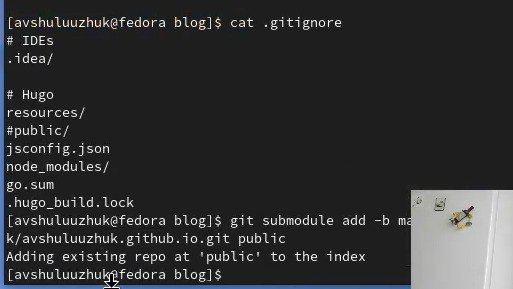 [avshuluuzhuk@fedora blog]$ cat .gitignore
# IDEs
.idea/
# Hugo
resources/
#public/
jsconfig.json
node_modules/
go.sum
.hugo_build.lock
[avshuluuzhuk@fedora blog]$ git submodule add -b
k/avshuluuzhuk.github.io.git public
Adding existing repo at 'public' to the index
[avshuluuzhuk@fedora blog]$